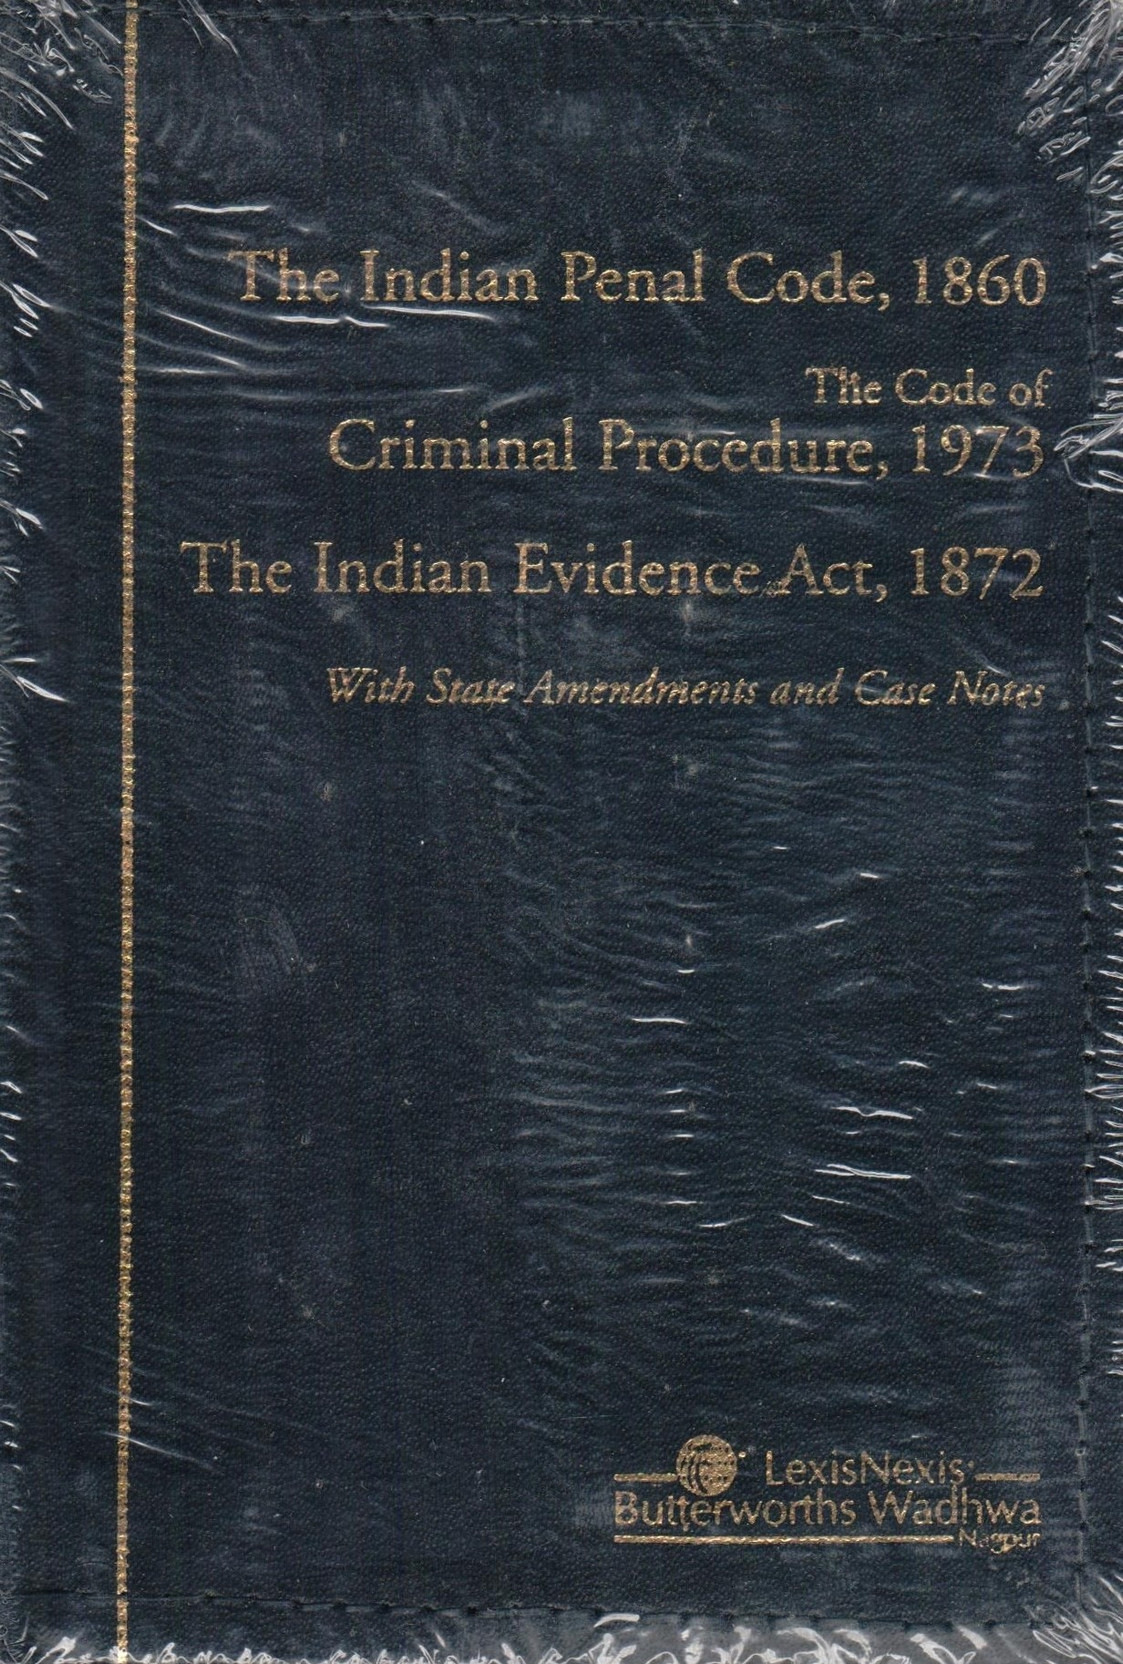 The Indian Penal Code, 1860
The Code of
Criminal Procedure, 1973
The Indian Evidence Act, 1872
With State Amendments and Case Notes
LexisNexis
Butterworths Wadhwa
Nagpur